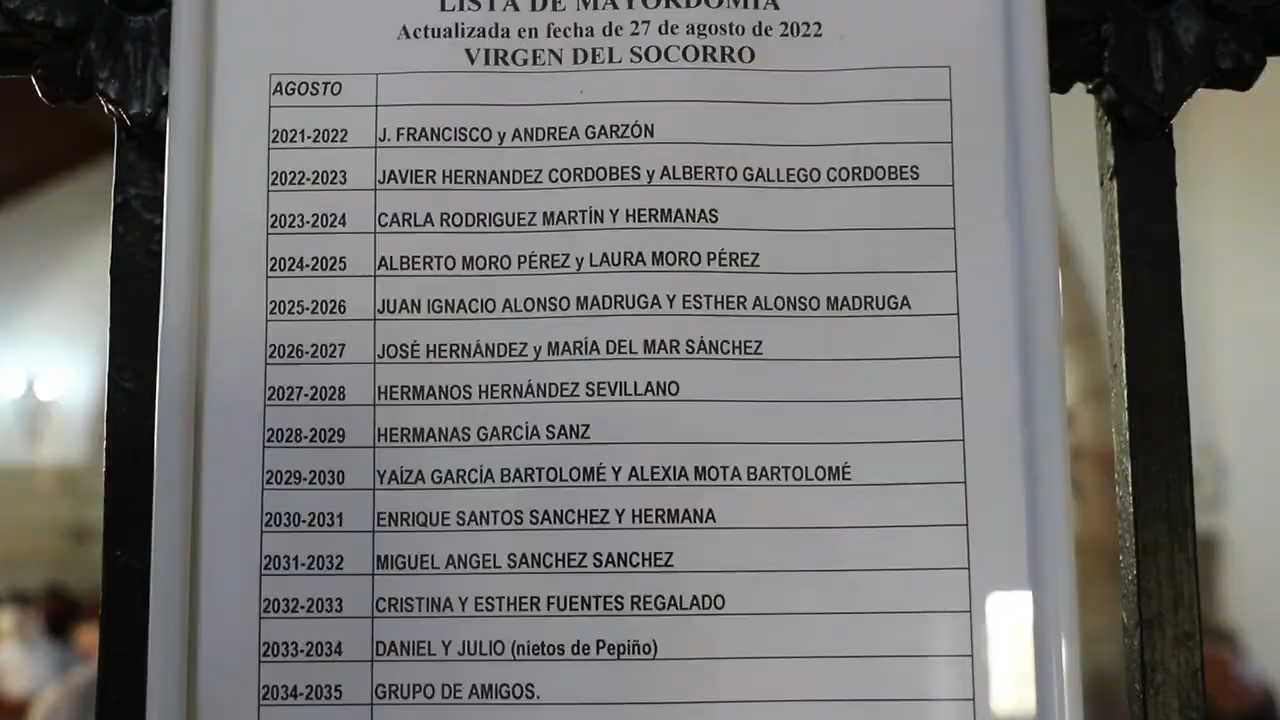 LISTA DE MAYORDOMÍA
Actualizada en fecha de 27 de agosto de 2022
VIRGEN DEL SOCORRO
AGOSTO
2021-2022 J. FRANCISCO y ANDREA GARZÓN
2022-2023 JAVIER HERNANDEZ CORDOBES y ALBERTO GALLEGO CORDOBES
2023-2024 CARLA RODRIGUEZ MARTÍN Y HERMANAS
2024-2025 ALBERTO MORO PÉREZ y LAURA MORO PÉREZ
2025-2026 JUAN IGNACIO ALONSO MADRUGA Y ESTHER ALONSO MADRUGA
2026-2027 JOSÉ HERNÁNDEZ y MARÍA DEL MAR SÁNCHEZ
2027-2028 HERMANOS HERNÁNDEZ SEVILLANO
2028-2029 HERMANAS GARCÍA SANZ
2029-2030 YAÍZA GARCÍA BARTOLOMÉ Y ALEXIA MOTA BARTOLOMÉ
2030-2031 ENRIQUE SANTOS SANCHEZ Y HERMANA
2031-2032 MIGUEL ANGEL SANCHEZ SANCHEZ
2032-2033 CRISTINA Y ESTHER FUENTES REGALADO
2033-2034 DANIEL Y JULIO (nietos de Pepiño)
2034-2035 GRUPO DE AMIGOS.